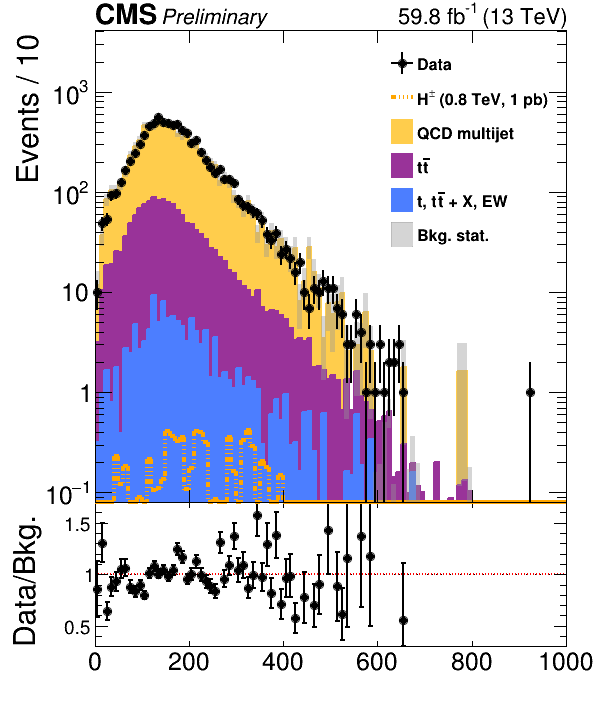 CMS Preliminary 59.8 fb⁻¹ (13 TeV)
Events / 10
10³
10²
10
1
10⁻¹
Data
H± (0.8 TeV, 1 pb)
QCD multijet
tt̄
t, tt̄ + X, EW
Bkg. stat.
Data/Bkg.
1.5
1
0.5
0 200 400 600 800 1000